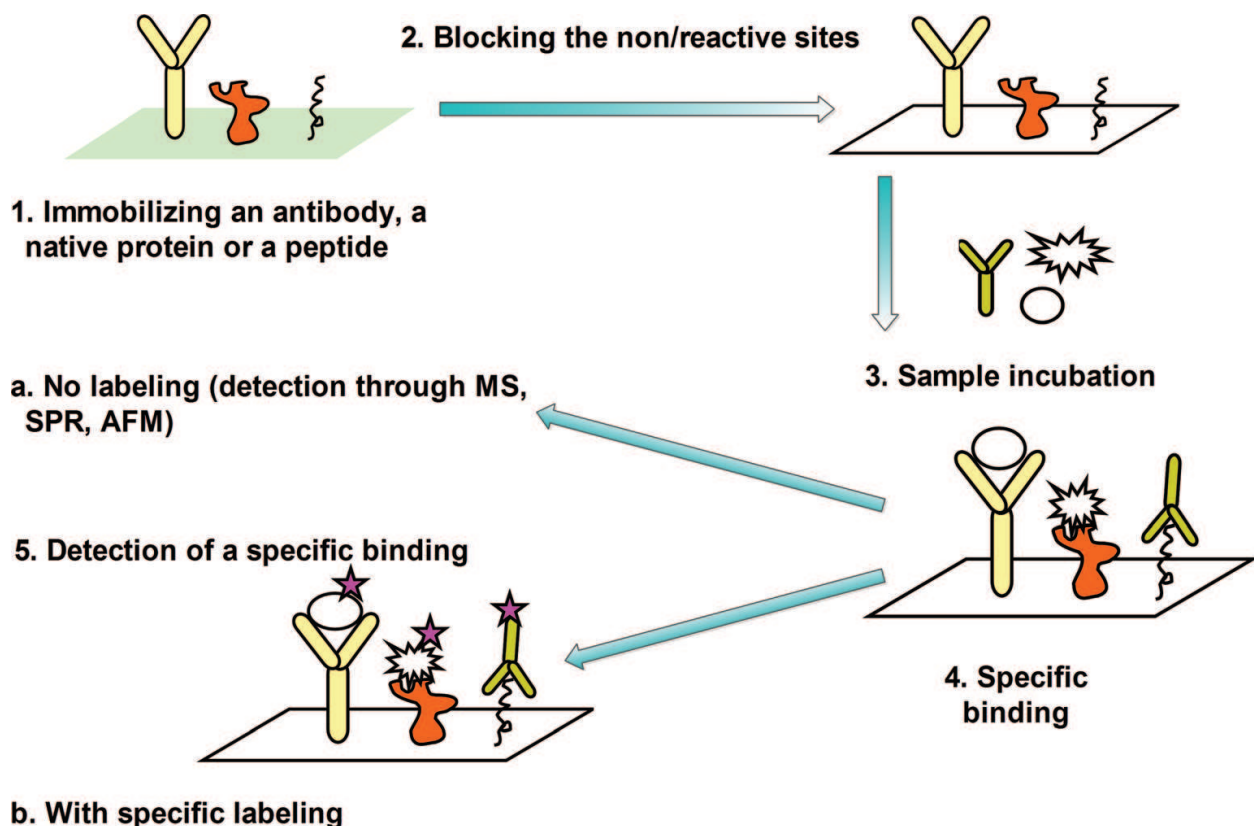 2. Blocking the non/reactive sites
1. Immobilizing an antibody, a
native protein or a peptide
3. Sample incubation
a. No labeling (detection through MS,
SPR, AFM)
5. Detection of a specific binding
4. Specific
binding
b. With specific labeling